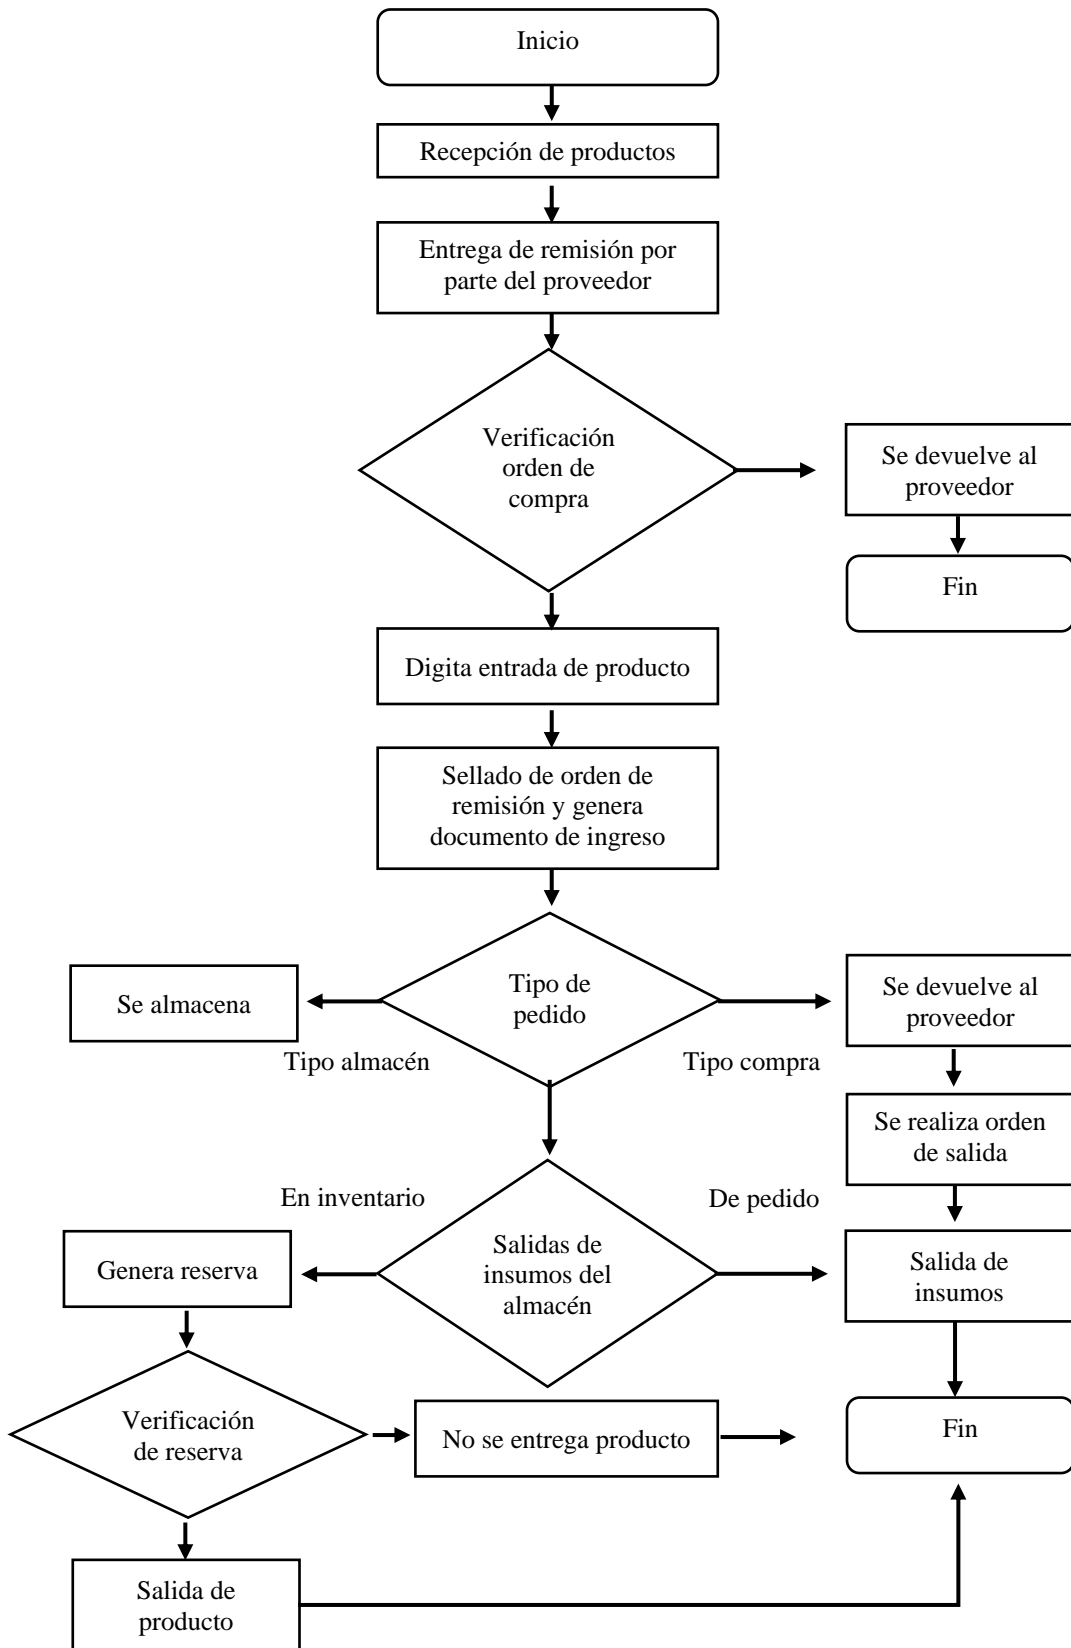 Inicio
Recepción de productos
Entrega de remisión por
parte del proveedor
Verificación
orden de
compra
Se devuelve al
proveedor
Fin
Digita entrada de producto
Sellado de orden de
remisión y genera
documento de ingreso
Tipo de
pedido
Se almacena
Se devuelve al
proveedor
Tipo almacén
Tipo compra
Se realiza orden
de salida
En inventario
De pedido
Salidas de
insumos del
almacén
Genera reserva
Salida de
insumos
Verificación
de reserva
No se entrega producto
Fin
Salida de
producto